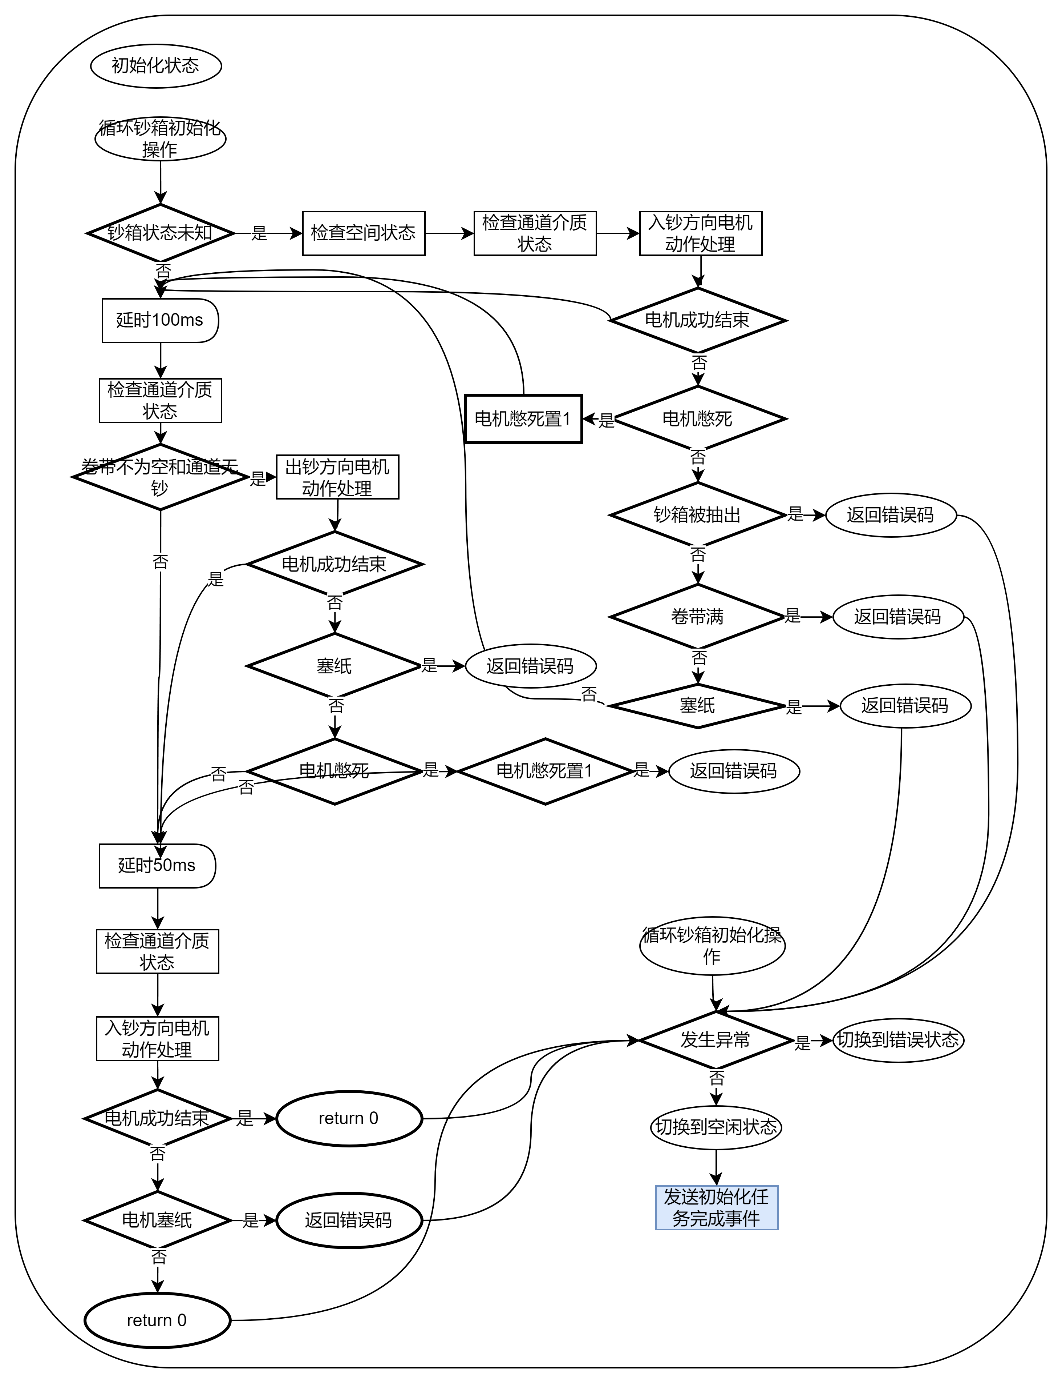 初始化状态
循环钞箱初始化
操作
钞箱状态未知
是
检查空间状态
检查通道介质
状态
入钞方向电机
动作处理
否
延时100ms
电机成功结束
否
检查通道介质
状态
电机憋死置1
是
电机憋死
否
卷带不为空和通道无
钞
是
出钞方向电机
动作处理
钞箱被抽出
是
返回错误码
否
否
电机成功结束
是
否
卷带满
是
返回错误码
否
塞纸
是
返回错误码
否
塞纸
是
返回错误码
否
否
电机憋死
是
电机憋死置1
是
返回错误码
否
延时50ms
检查通道介质
状态
循环钞箱初始化操
作
入钞方向电机
动作处理
发生异常
是
切换到错误状态
否
电机成功结束
是
return 0
切换到空闲状态
否
电机塞纸
是
返回错误码
发送初始化任
务完成事件
否
return 0